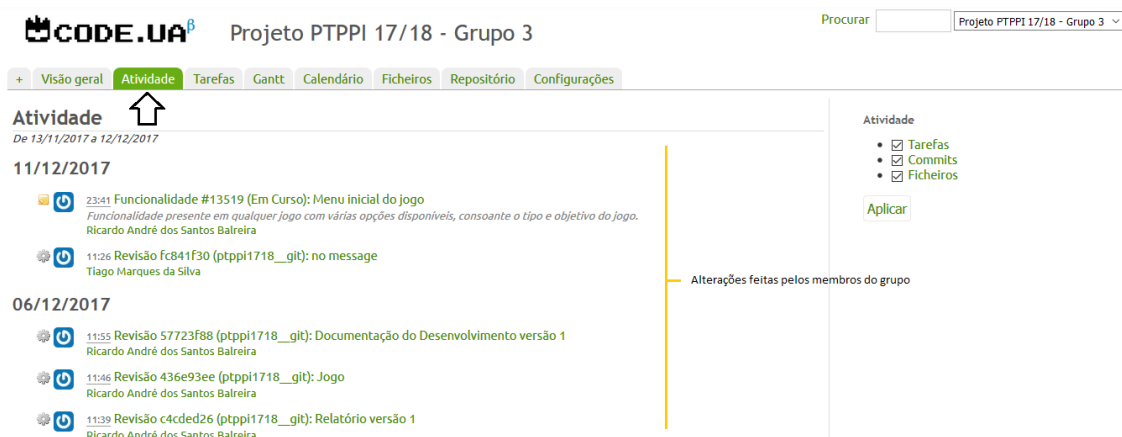 CODE.UAβ
Projeto PTPPI 17/18 - Grupo 3
Procurar
Projeto PTPPI 17/18 - Grupo 3
+ Visão geral Atividade Tarefas Gantt Calendário Ficheiros Repositório Configurações
Atividade
De 13/11/2017 a 12/12/2017
11/12/2017
23:41 Funcionalidade #13519 (Em Curso): Menu inicial do jogo
Funcionalidade presente em qualquer jogo com várias opções disponiveis, consoante o tipo e objetivo do jogo.
Ricardo André dos Santos Balreira
11:26 Revisão fc841f30 (ptppi1718__git): no message
Tiago Marques da Silva
06/12/2017
11:55 Revisão 57723f88 (ptppi1718__git): Documentação do Desenvolvimento versão 1
Ricardo André dos Santos Balreira
11:46 Revisão 436e93ee (ptppi1718__git): Jogo
Ricardo André dos Santos Balreira
11:39 Revisão c4cded26 (ptppi1718__git): Relatório versão 1
Ricardo André dos Santos Balreira
Alterações feitas pelos membros do grupo
Atividade
Tarefas
Commits
Ficheiros
Aplicar